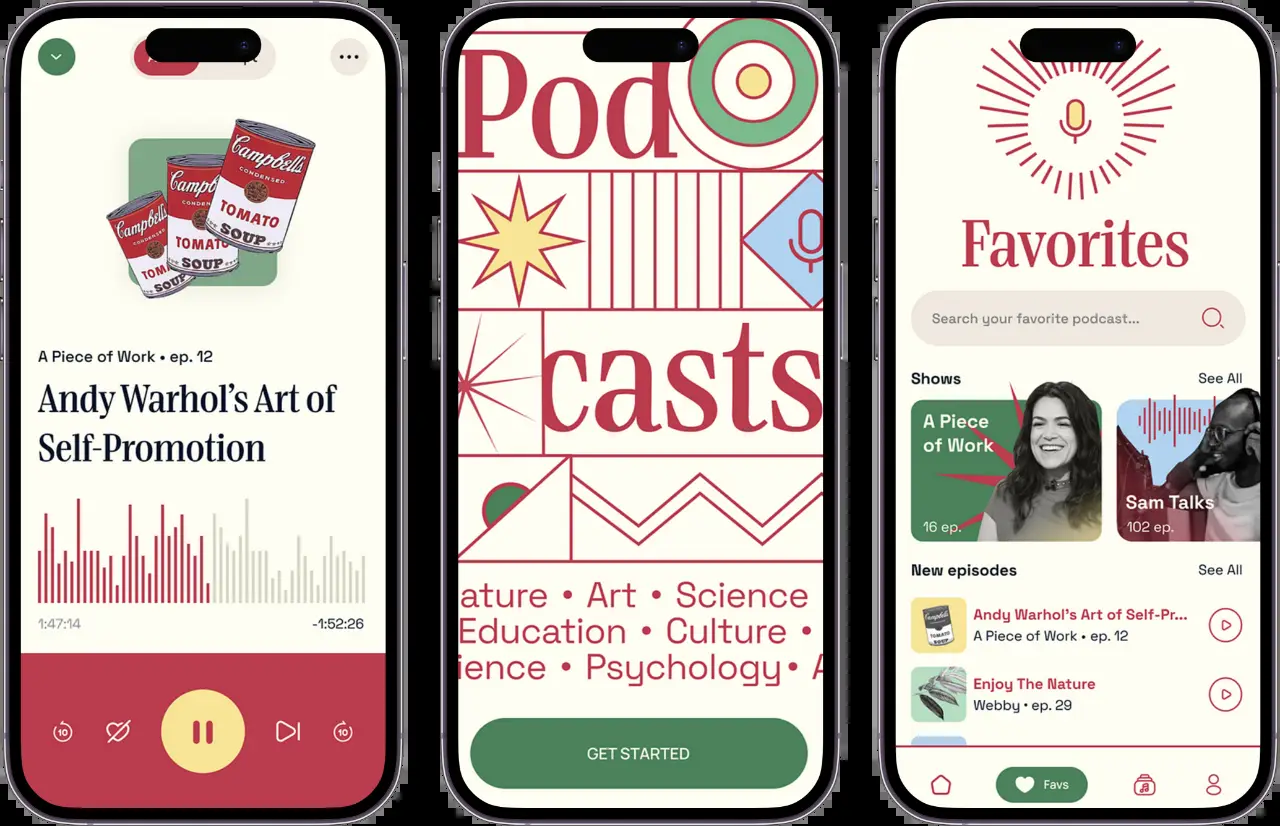 Campbell's
CONDENSED
TOMATO
SOUP
Campbell's
CONDENSED
TOMATO
SOUP
Campbell's
TOMATO
SOUP
A Piece of Work • ep. 12
Andy Warhol's Art of
Self-Promotion
1:47:14
-1:52:26
10
10
Pod
casts
ature • Art • Science
Education • Culture •
ience • Psychology • A
GET STARTED
Favorites
Search your favorite podcast...
Shows
See All
A Piece
of Work
16 ep.
Sam Talks
102 ep.
New episodes
See All
Campbell's
TOMATO
SOUP
Andy Warhol's Art of Self-Pr...
A Piece of Work • ep. 12
Enjoy The Nature
Webby • ep. 29
Favs